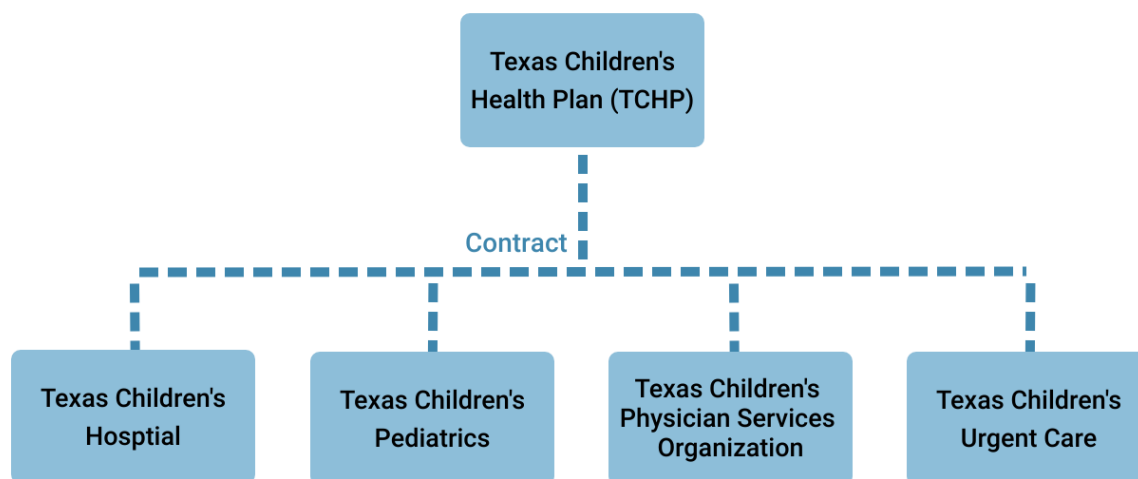 Texas Children's
Health Plan (TCHP)
Contract
Texas Children's
Hosptial
Texas Children's
Pediatrics
Texas Children's
Physician Services
Organization
Texas Children's
Urgent Care